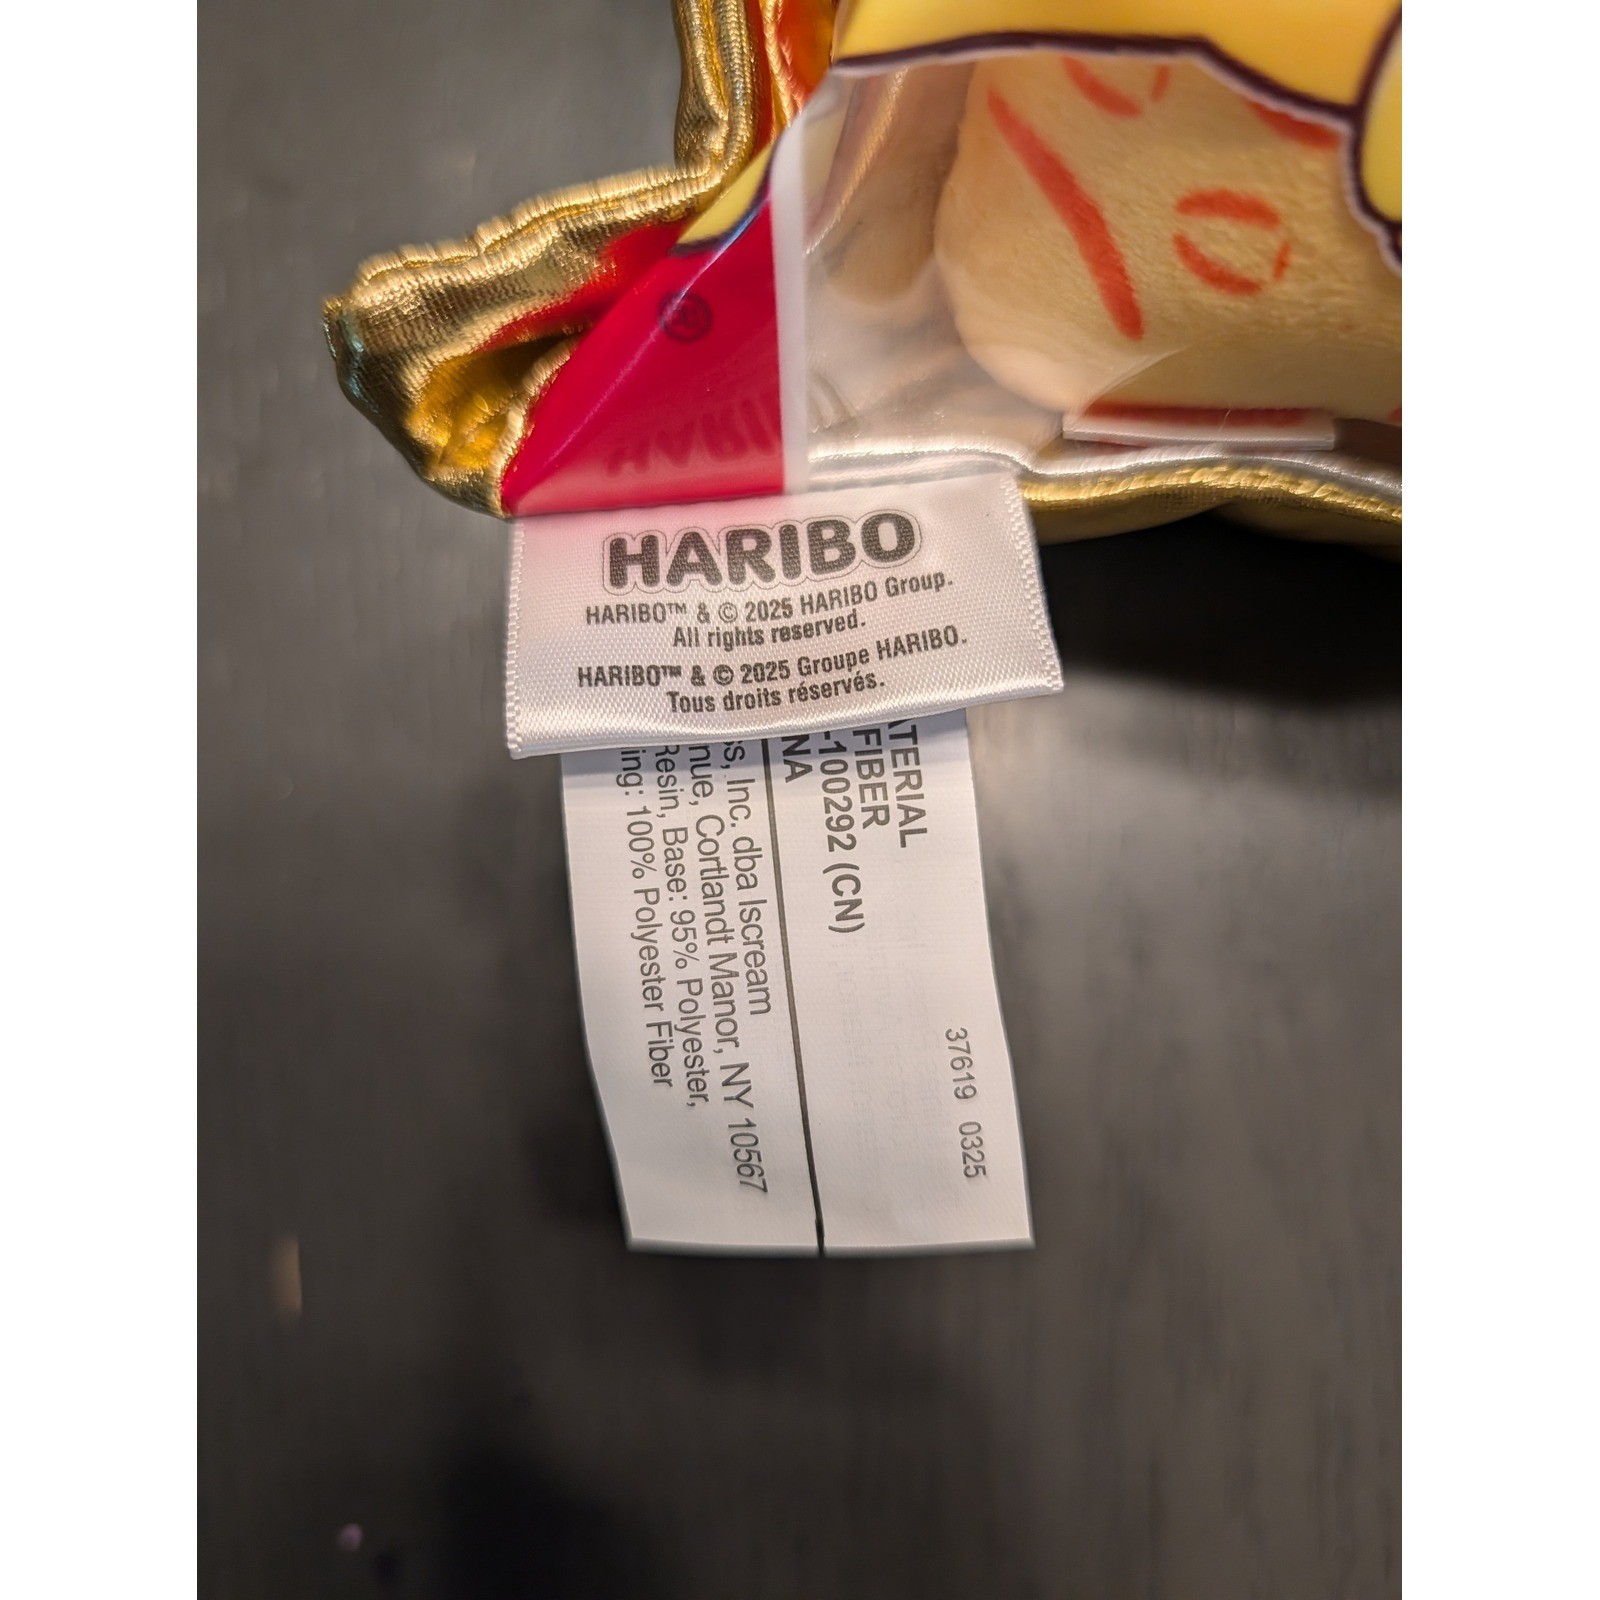 ®
HARIBO
HARIBO™ & © 2025 HARIBO Group.
All rights reserved.
HARIBO™ & © 2025 Groupe HARIBO.
Tous droits réservés.
37619 0325
ATERIAL
FIBER
-100292 (CN)
NA
s, Inc. dba Iscream
nue, Cortlandt Manor, NY 10567
Resin, Base: 95% Polyester,
ing: 100% Polyester Fiber